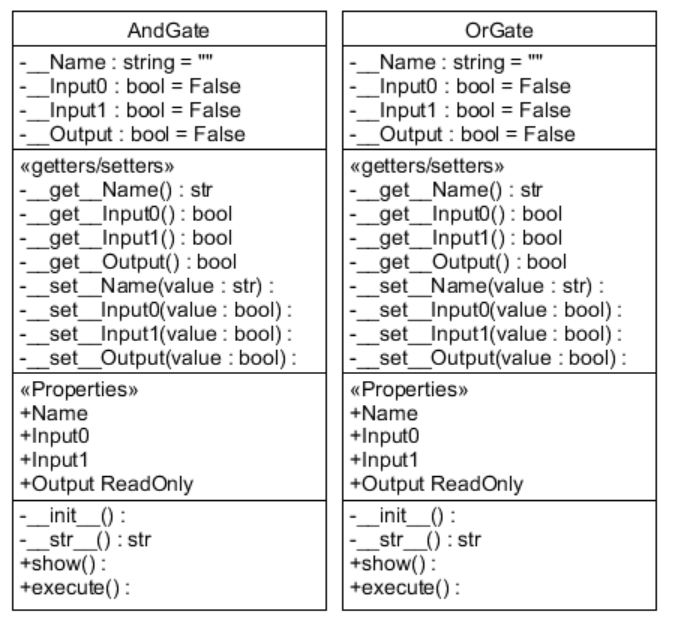 AndGate
-__Name : string = ""
-__Input0 : bool = False
-__Input1 : bool = False
-__Output : bool = False
«getters/setters»
-__get__Name() : str
-__get__Input0() : bool
-__get__Input1() : bool
-__get__Output() : bool
-__set__Name(value : str) :
-__set__Input0(value : bool) :
-__set__Input1(value : bool) :
-__set__Output(value : bool) :
«Properties»
+Name
+Input0
+Input1
+Output ReadOnly
-__init__() :
-__str__() : str
+show() :
+execute() :
OrGate
-__Name : string = ""
-__Input0 : bool = False
-__Input1 : bool = False
-__Output : bool = False
«getters/setters»
-__get__Name() : str
-__get__Input0() : bool
-__get__Input1() : bool
-__get__Output() : bool
-__set__Name(value : str) :
-__set__Input0(value : bool) :
-__set__Input1(value : bool) :
-__set__Output(value : bool) :
«Properties»
+Name
+Input0
+Input1
+Output ReadOnly
-__init__() :
-__str__() : str
+show() :
+execute() :